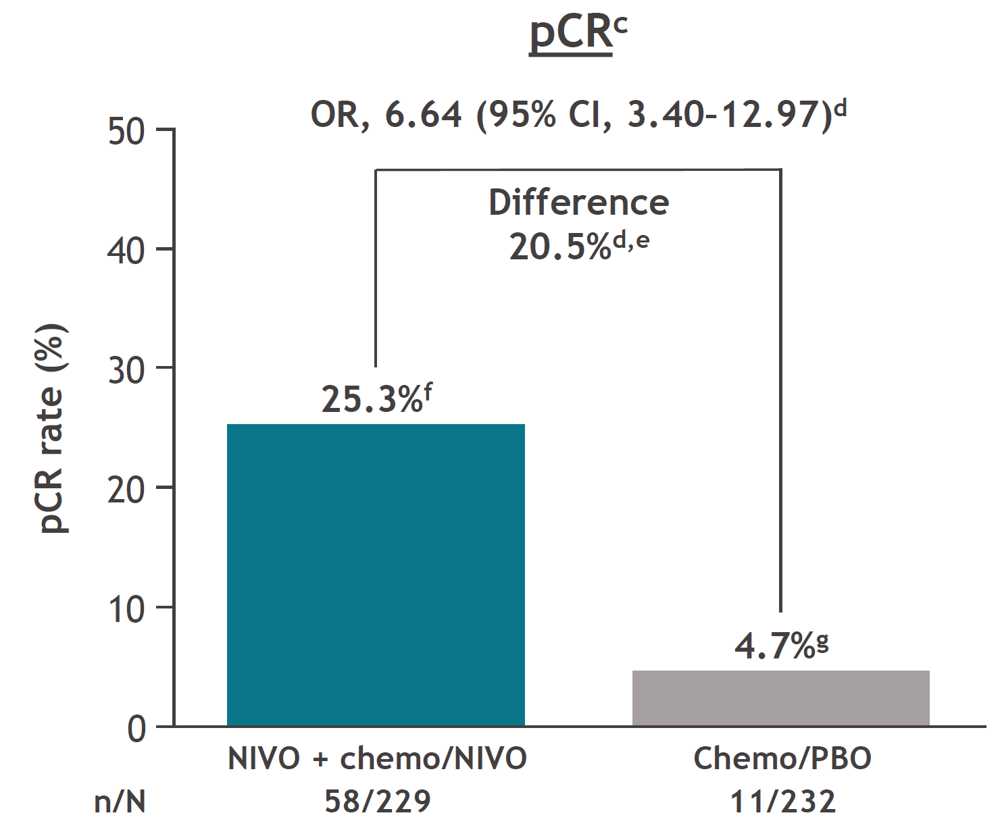 pCRᶜ
OR, 6.64 (95% CI, 3.40–12.97)ᵈ
50
Difference
20.5%ᵈ,ᵉ
40
30
25.3%ᶠ
20
10
4.7%ᵍ
0
pCR rate (%)
NIVO + chemo/NIVO
Chemo/PBO
n/N
58/229
11/232